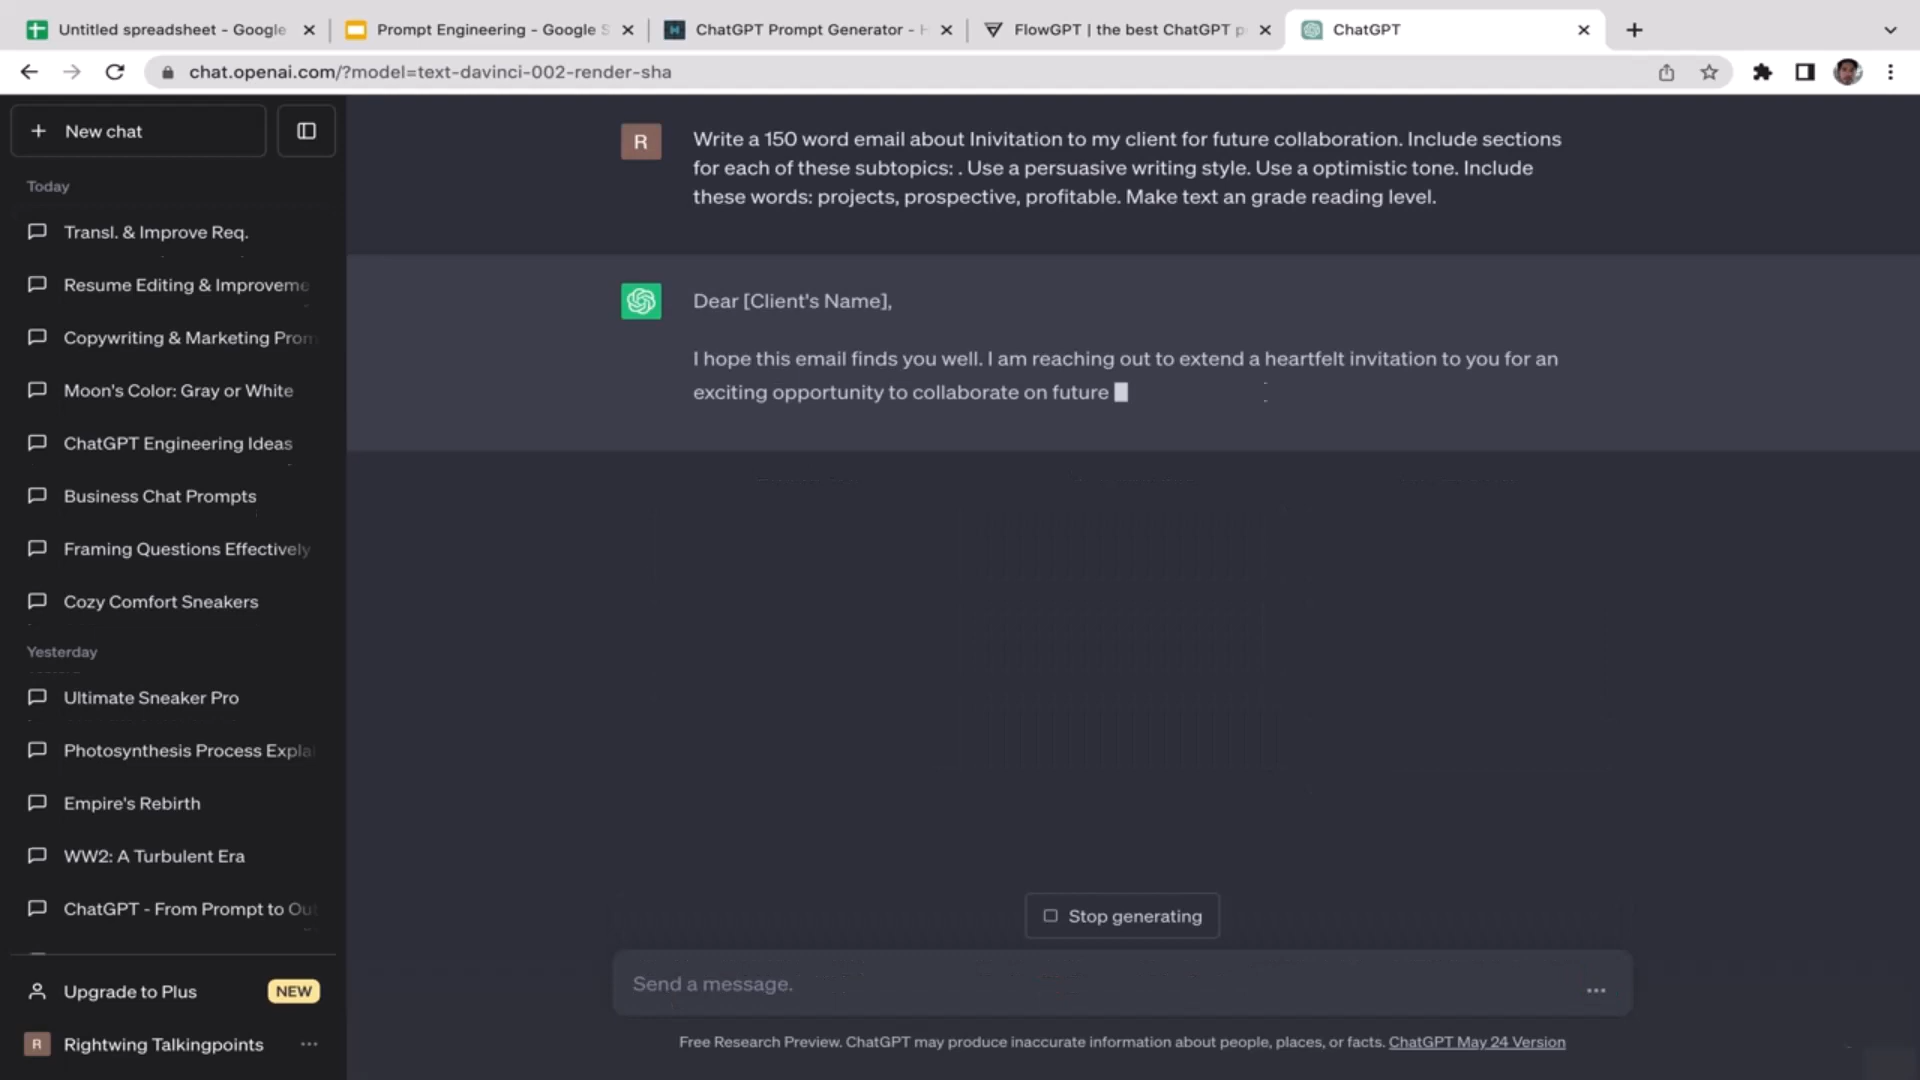 Untitled spreadsheet - Google
Prompt Engineering - Google S
ChatGPT Prompt Generator - H
FlowGPT | the best ChatGPT p
ChatGPT
chat.openai.com/?model=text-davinci-002-render-sha
New chat
Today
Transl. & Improve Req.
Resume Editing & Improveme
Copywriting & Marketing Prom
Moon's Color: Gray or White
ChatGPT Engineering Ideas
Business Chat Prompts
Framing Questions Effectively
Cozy Comfort Sneakers
Yesterday
Ultimate Sneaker Pro
Photosynthesis Process Explai
Empire's Rebirth
WW2: A Turbulent Era
ChatGPT - From Prompt to Out
Upgrade to Plus
NEW
R
Rightwing Talkingpoints
R
Write a 150 word email about Inivitation to my client for future collaboration. Include sections
for each of these subtopics: . Use a persuasive writing style. Use a optimistic tone. Include
these words: projects, prospective, profitable. Make text an grade reading level.
Dear [Client's Name],
I hope this email finds you well. I am reaching out to extend a heartfelt invitation to you for an
exciting opportunity to collaborate on future
Stop generating
Send a message.
Free Research Preview. ChatGPT may produce inaccurate information about people, places, or facts. ChatGPT May 24 Version